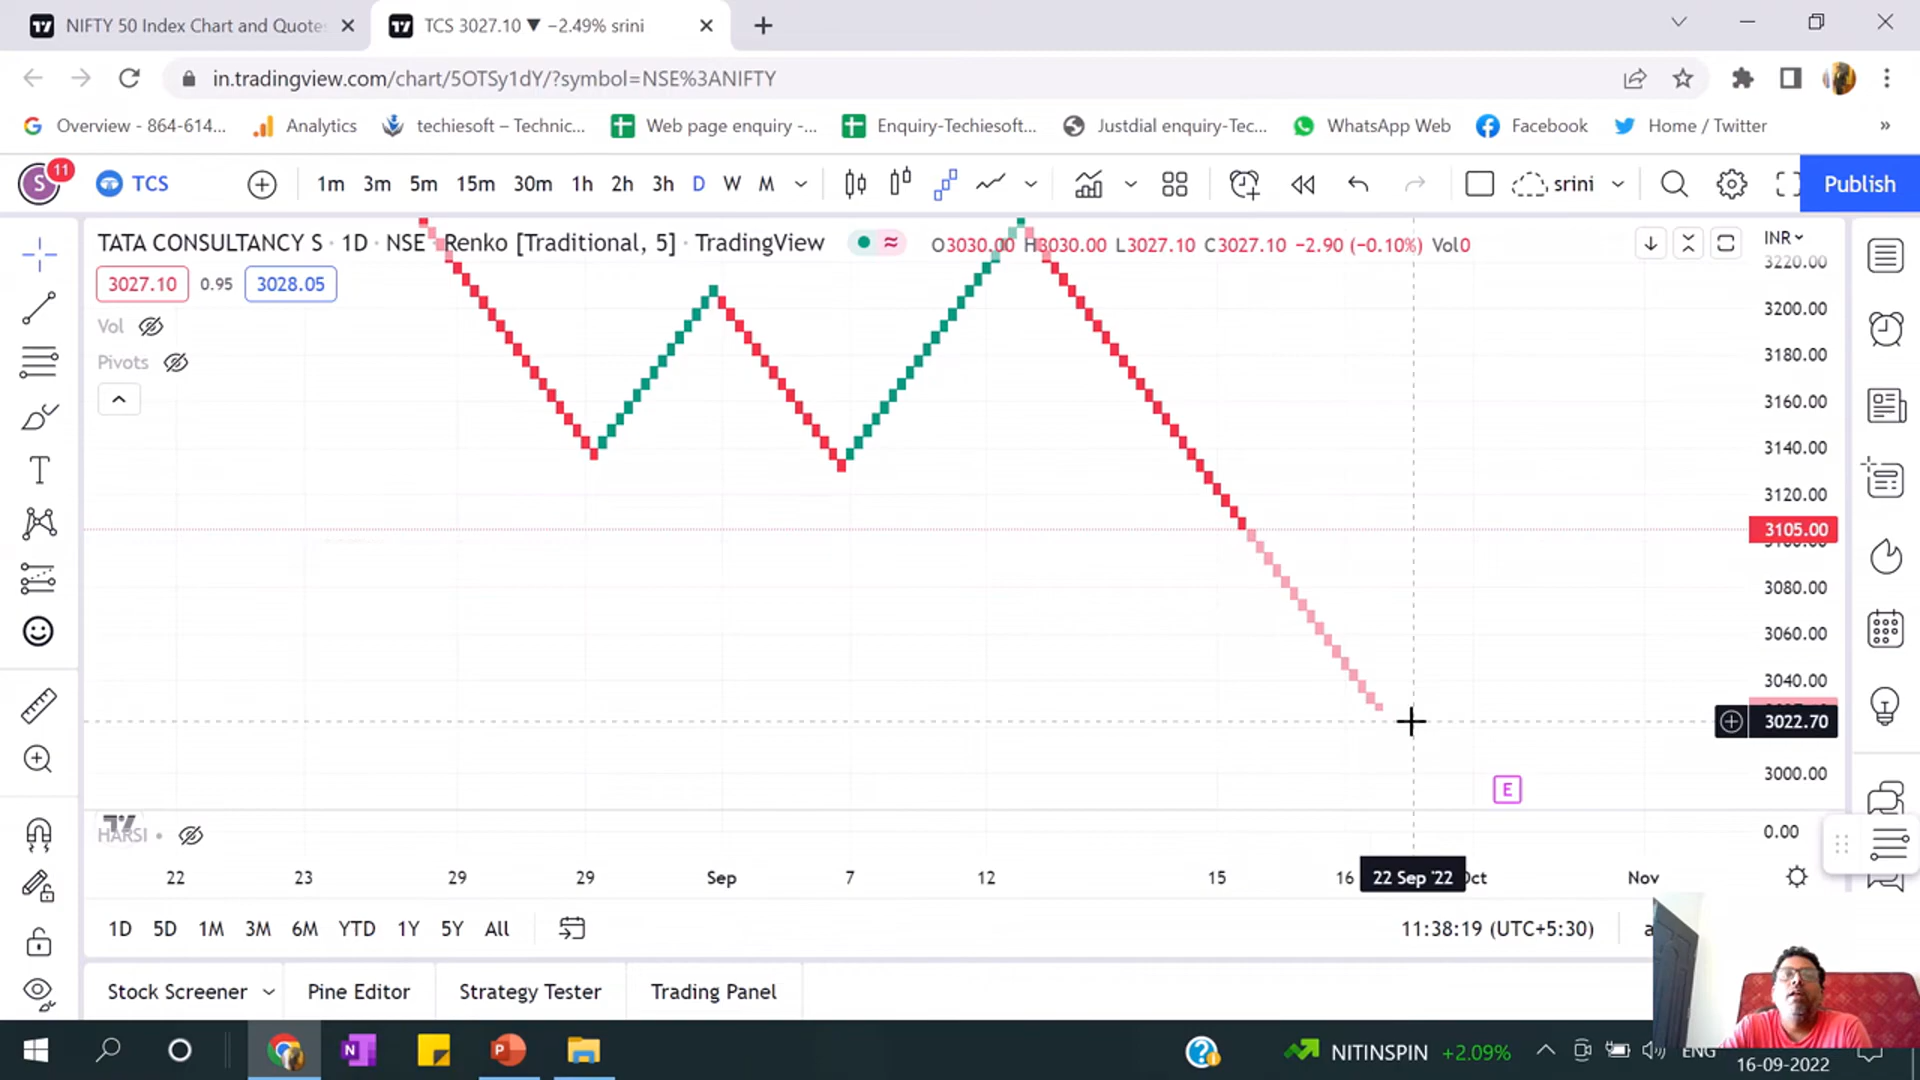 NIFTY 50 Index Chart and Quotes
TCS 3027.10 ▼ −2.49% srini
in.tradingview.com/chart/5OTSy1dY/?symbol=NSE%3ANIFTY
Overview - 864-614... Analytics techiesoft – Technic... Web page enquiry -... Enquiry-Techiesoft... Justdial enquiry-Tec... WhatsApp Web Facebook Home / Twitter »
S 11 TCS 1m 3m 5m 15m 30m 1h 2h 3h D W M srini Publish
TATA CONSULTANCY S · 1D · NSE · Renko [Traditional, 5] · TradingView O3030.00 H3030.00 L3027.10 C3027.10 −2.90 (−0.10%) Vol0 INR
3027.10 0.95 3028.05
Vol
Pivots
3220.00
3200.00
3180.00
3160.00
3140.00
3120.00
3105.00
3080.00
3060.00
3040.00
3022.70
3000.00
E
HARSI
0.00
22 23 29 29 Sep 7 12 15 16 22 Sep '22 Oct Nov
1D 5D 1M 3M 6M YTD 1Y 5Y All 11:38:19 (UTC+5:30)
Stock Screener Pine Editor Strategy Tester Trading Panel
N P NITINSPIN +2.09% ENG
16-09-2022